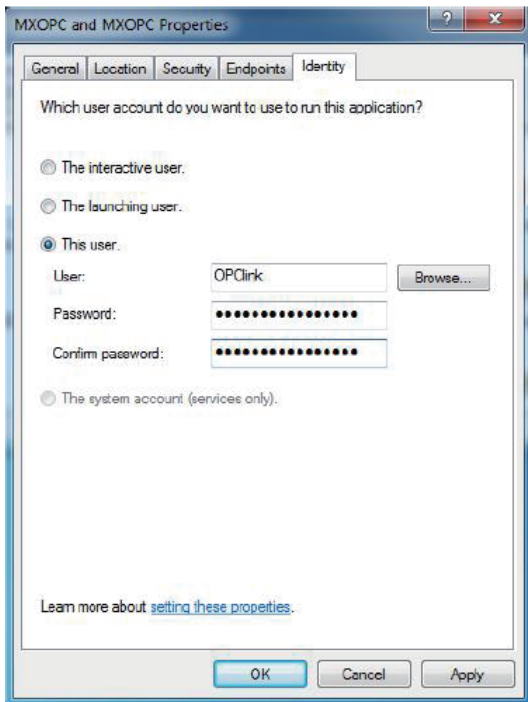 MXOPC and MXOPC Properties
?
General Location Security Endpoints Identity
Which user account do you want to use to run this application?
The interactive user.
The launching user.
This user.
User: OPClink Browse...
Password: ●●●●●●●●●●●●●●●●
Confirm password: ●●●●●●●●●●●●●●●●
The system account (services only).
Learn more about setting these properties.
OK Cancel Apply